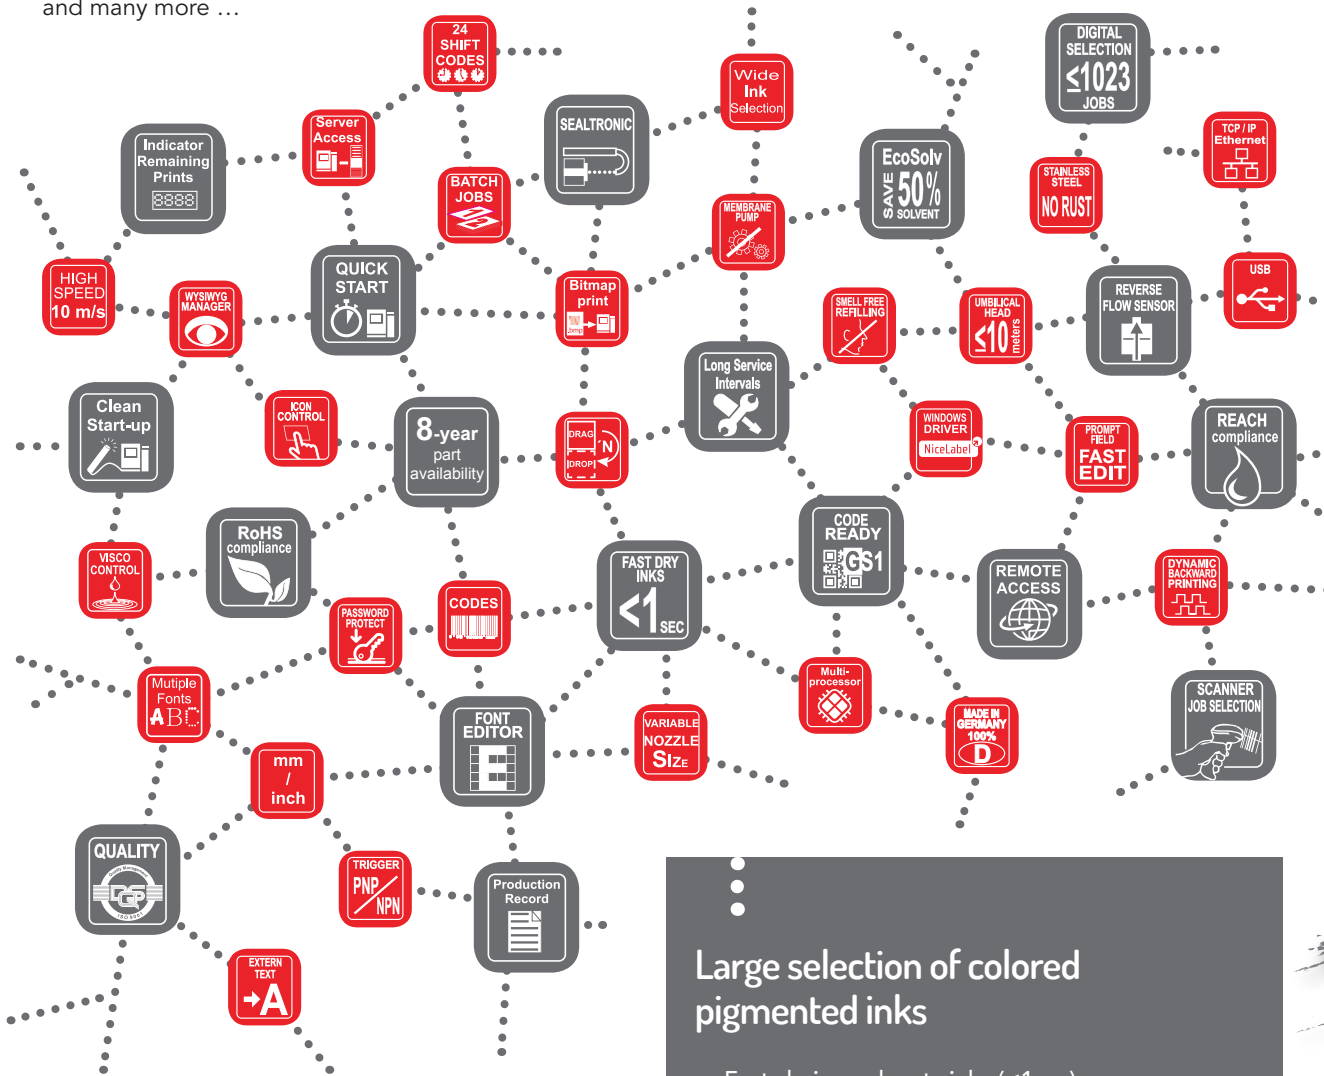 and many more …
24
SHIFT
CODES
Wide
Ink
Selection
DIGITAL
SELECTION
≤1023
JOBS
Server
Access
SEALTRONIC
TCP / IP
Ethernet
Indicator
Remaining
Prints
8888
BATCH
JOBS
EcoSolv
SAVE
50%
SOLVENT
STAINLESS
STEEL
NO RUST
MEMBRANE
PUMP
HIGH
SPEED
10 m/s
WYSIWYG
MANAGER
QUICK
START
Bitmap
print
.bmp
SMELL FREE
REFILLING
UMBILICAL
HEAD
≤10
meters
REVERSE
FLOW SENSOR
USB
Long Service
Intervals
Clean
Start-up
ICON
CONTROL
8-year
part
availability
DRAG
'N
DROP
WINDOWS
DRIVER
NiceLabel
PROMPT
FIELD
FAST
EDIT
REACH
compliance
RoHS
compliance
CODE
READY
GS1
VISCO
CONTROL
FAST DRY
INKS
<1
SEC
REMOTE
ACCESS
DYNAMIC
BACKWARD
PRINTING
PASSWORD
PROTECT
CODES
Mutiple
Fonts
ABC
Multi-
processor
SCANNER
JOB SELECTION
FONT
EDITOR
E
VARIABLE
NOZZLE
SIZE
MADE IN
GERMANY
100%
D
mm
/
inch
QUALITY
Quality Management
DQS
ISO 9001
TRIGGER
PNP
/
NPN
Production
Record
EXTERN
TEXT
→A
Large selection of colored
pigmented inks